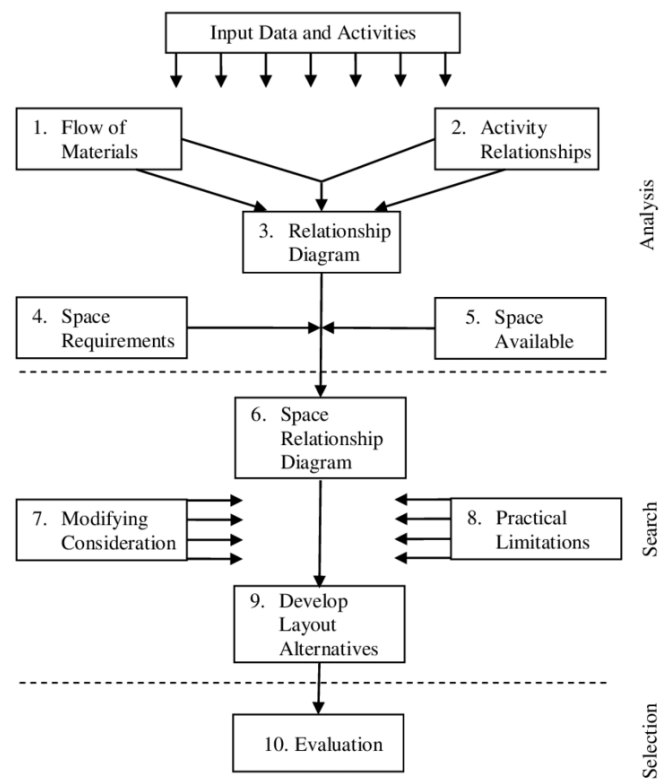 Input Data and Activities
1. Flow of
Materials
2. Activity
Relationships
3. Relationship
Diagram
4. Space
Requirements
5. Space
Available
Analysis
6. Space
Relationship
Diagram
7. Modifying
Consideration
8. Practical
Limitations
9. Develop
Layout
Alternatives
Search
10. Evaluation
Selection